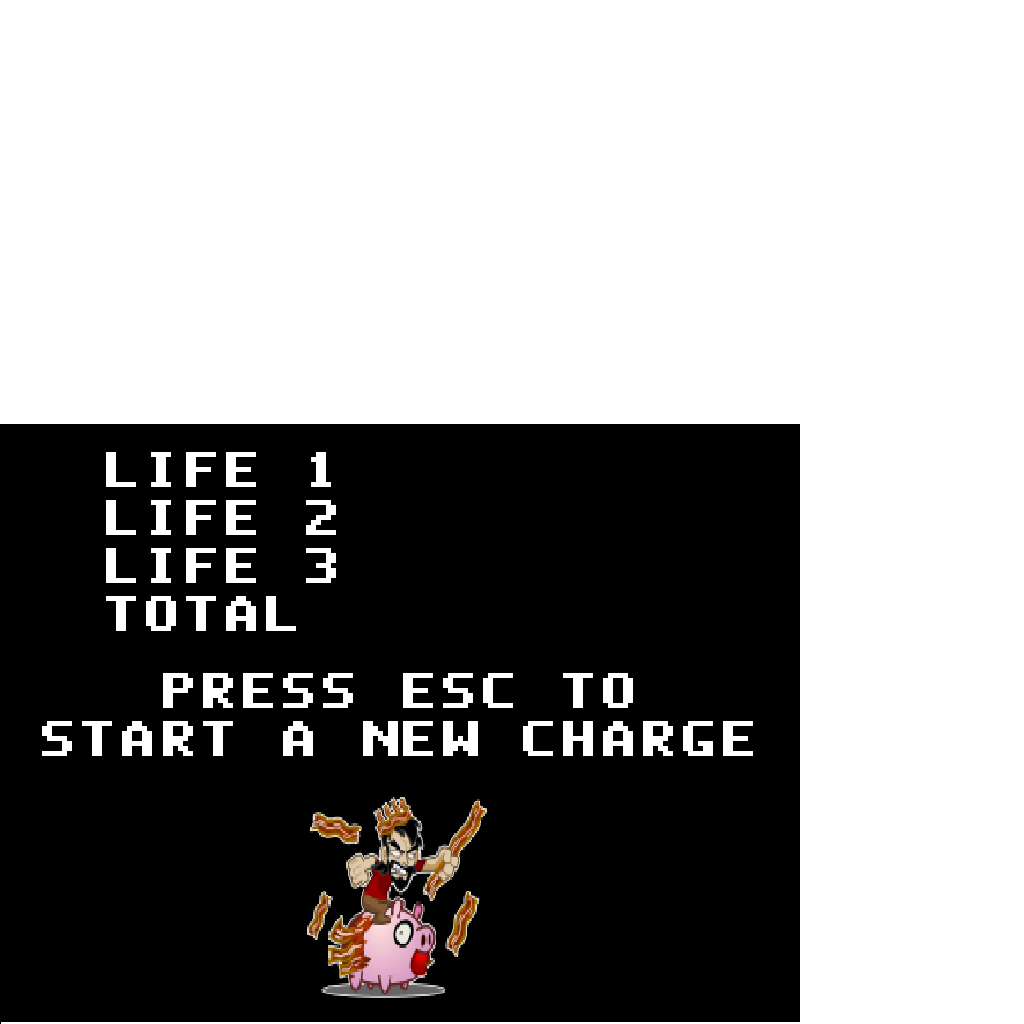 LIFE 1
LIFE 2
LIFE 3
TOTAL
PRESS ESC TO
START A NEW CHARGE